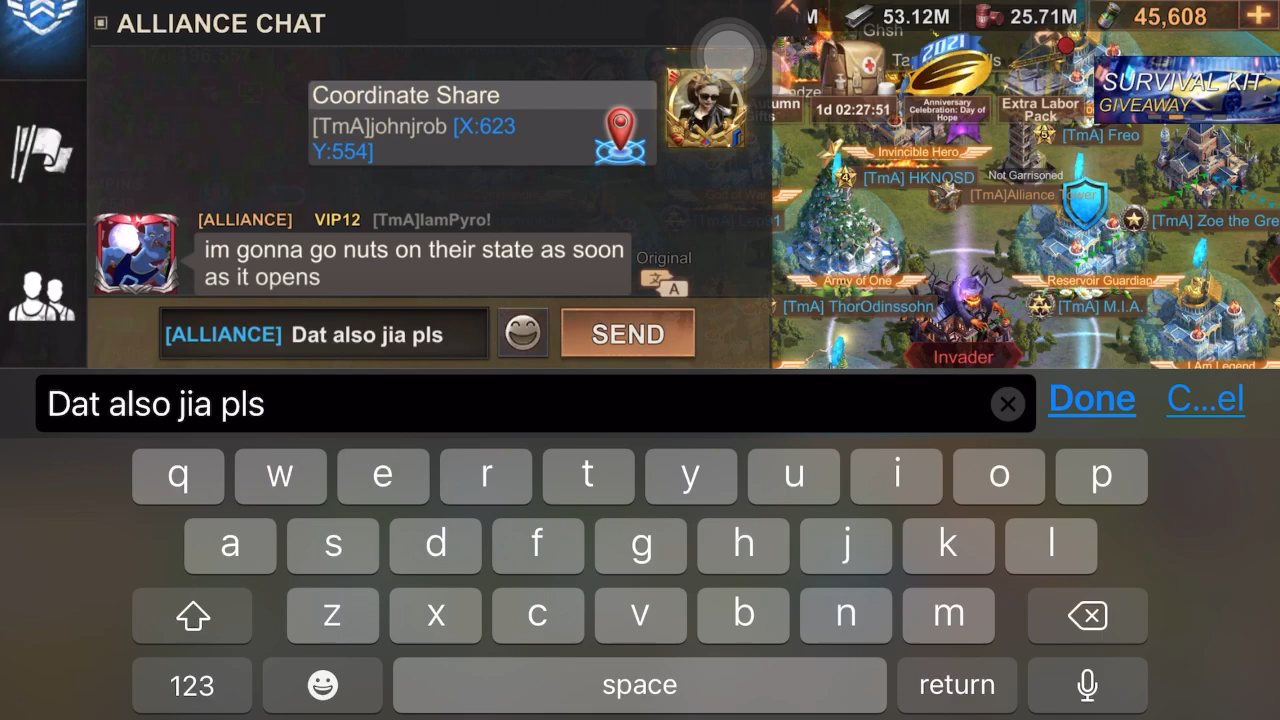 ALLIANCE CHAT
Coordinate Share
[TmA]johnjrob [X:623
Y:554]
[ALLIANCE] VIP12 [TmA]IamPyro!
im gonna go nuts on their state as soon
as it opens
Original
A
[ALLIANCE] Dat also jia pls
SEND
M 53.12M 25.71M 45,608
Ghsh
2021
SURVIVAL KIT
GIVEAWAY
1d 02:27:51
Anniversary
Celebration: Day of
Hope
Extra Labor
Pack
[TmA] Freo
Invincible Hero
[TmA] HKNOSD
Not Garrisoned
[TmA]Alliance Tower
[TmA] Zoe the Gre
Army of One
Reservoir Guardian
[TmA] ThorOdinssohn
[TmA] M.I.A.
Invader
I Am Legend
Dat also jia pls
Done C...el
q w e r t y u i o p
a s d f g h j k l
z x c v b n m
123 space return